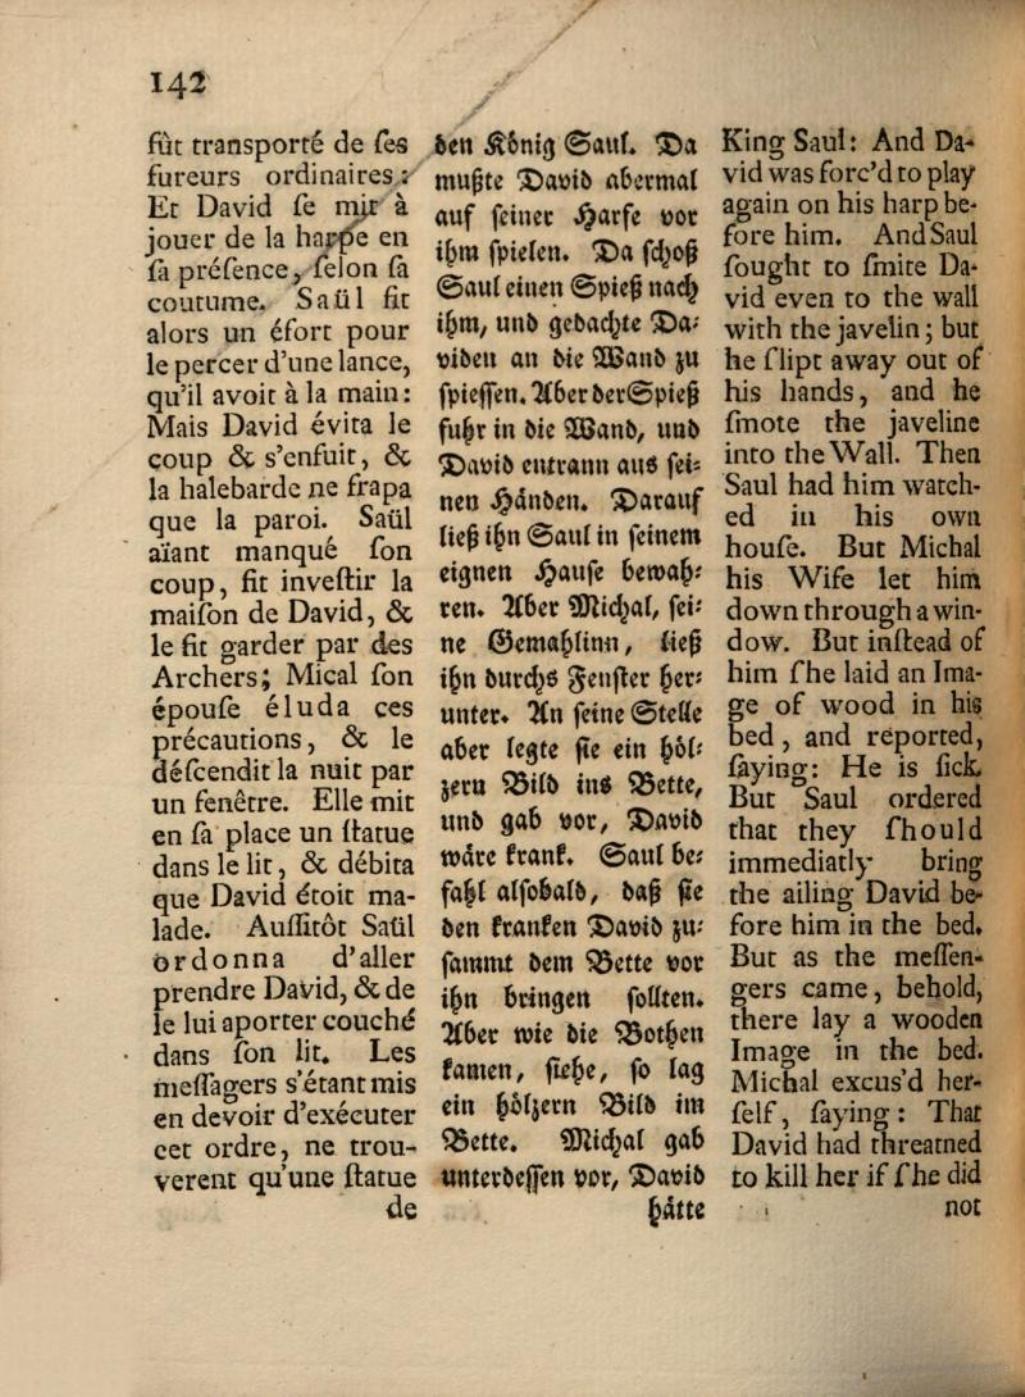 142
fût transporté de ſes
fureurs ordinaires:
Et David ſe mit à
jouer de la harpe en
ſa préſence, ſelon ſa
coutume. Saül fit
alors un éfort pour
le percer d'une lance,
qu'il avoit à la main:
Mais David évita le
coup & s'enfuit, &
la halebarde ne frapa
que la paroi. Saül
aïant manqué ſon
coup, fit inveſtir la
maiſon de David, &
le fit garder par des
Archers; Mical ſon
épouſe éluda ces
précautions, & le
déſcendit la nuit par
un fenêtre. Elle mit
en ſa place un ſtatue
dans le lit, & débita
que David étoit ma-
lade. Auſſitôt Saül
ordonna d'aller
prendre David, & de
le lui aporter couché
dans ſon lit. Les
meſſagers s'étant mis
en devoir d'exécuter
cet ordre, ne trou-
verent qu'une ſtatue
de
den König Saul. Da
mußte David abermal
auf ſeiner Harfe vor
ihm ſpielen. Da ſchoß
Saul einen Spieß nach
ihm, und gedachte Da-
viden an die Wand zu
ſpieſſen. Aber der Spieß
fuhr in die Wand, und
David entrann aus ſei-
nen Händen. Darauf
ließ ihn Saul in ſeinem
eignen Hauſe bewah-
ren. Aber Michal, ſei-
ne Gemahlinn, ließ
ihn durchs Fenſter her-
unter. An ſeine Stelle
aber legte ſie ein höl-
zern Bild ins Bette,
und gab vor, David
wäre krank. Saul be-
fahl alſobald, daß ſie
den kranken David zu-
ſammt dem Bette vor
ihn bringen ſollten.
Aber wie die Bothen
kamen, ſiehe, ſo lag
ein hölzern Bild im
Bette. Michal gab
unterdeſſen vor, David
hätte
King Saul: And Da-
vid was forc'd to play
again on his harp be-
fore him. And Saul
ſought to ſmite Da-
vid even to the wall
with the javelin; but
he ſlipt away out of
his hands, and he
ſmote the javeline
into the Wall. Then
Saul had him watch-
ed in his own
houſe. But Michal
his Wife let him
down through a win-
dow. But inſtead of
him ſhe laid an Ima-
ge of wood in his
bed, and reported,
ſaying: He is ſick.
But Saul ordered
that they ſhould
immediatly bring
the ailing David be-
fore him in the bed.
But as the meſſen-
gers came, behold,
there lay a wooden
Image in the bed.
Michal excus'd her-
ſelf, ſaying: That
David had threatned
to kill her if ſhe did
not